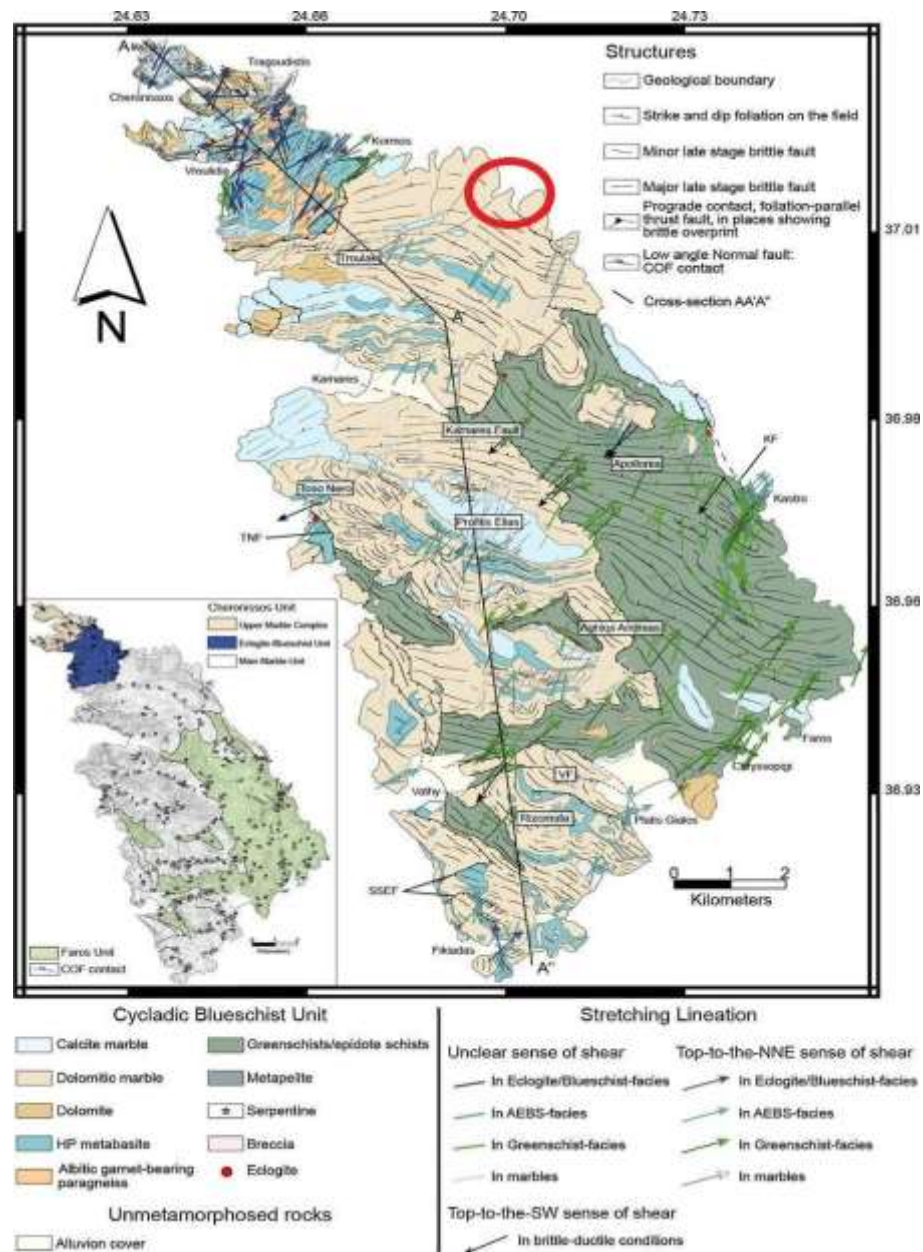 24.63 24.66 24.70 24.73
A
Tragoudistis
Cheronissos
Vroulidia
Kormos
Structures
Geological boundary
Strike and dip foliation on the field
Minor late stage brittle fault
Major late stage brittle fault
Prograde contact, foliation-parallel
thrust fault, in places showing
brittle overprint
Low angle Normal fault:
COF contact
Cross-section AA'A"
N
37.01
Troulaki
A'
Kamares
36.98
Kamares Fault
KF
Apollonia
Kastro
Toso Nero
TNF
Profitis Elias
36.96
Aghios Andreas
Faros
Chryssopigi
VF
36.93
Vathy
Rizomata
Platis Gialos
SSEF
Fikiadas
A"
0 1 2
Kilometers
Cheronissos Unit
Upper Marble Complex
Eclogite-Blueschist Unit
Main Marble Unit
Faros Unit
COF contact
Kilometers
Cycladic Blueschist Unit
Calcite marble
Dolomitic marble
Dolomite
HP metabasite
Albitic garnet-bearing
paragneiss
Greenschists/epidote schists
Metapelite
Serpentine
Breccia
Eclogite
Unmetamorphosed rocks
Alluvion cover
Stretching Lineation
Unclear sense of shear
In Eclogite/Blueschist-facies
In AEBS-facies
In Greenschist-facies
In marbles
Top-to-the-NNE sense of shear
In Eclogite/Blueschist-facies
In AEBS-facies
In Greenschist-facies
In marbles
Top-to-the-SW sense of shear
In brittle-ductile conditions